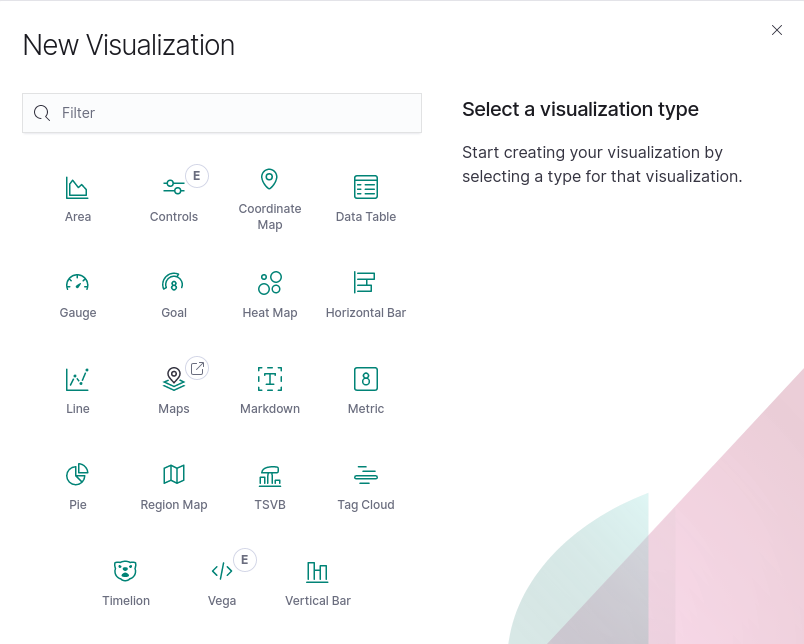 New Visualization
Filter
Select a visualization type
Start creating your visualization by
selecting a type for that visualization.
E
Area
Controls
Coordinate
Map
Data Table
Gauge
8
Goal
Heat Map
Horizontal Bar
Line
Maps
T
Markdown
8
Metric
Pie
Region Map
TSVB
Tag Cloud
Timelion
</>
E
Vega
Vertical Bar